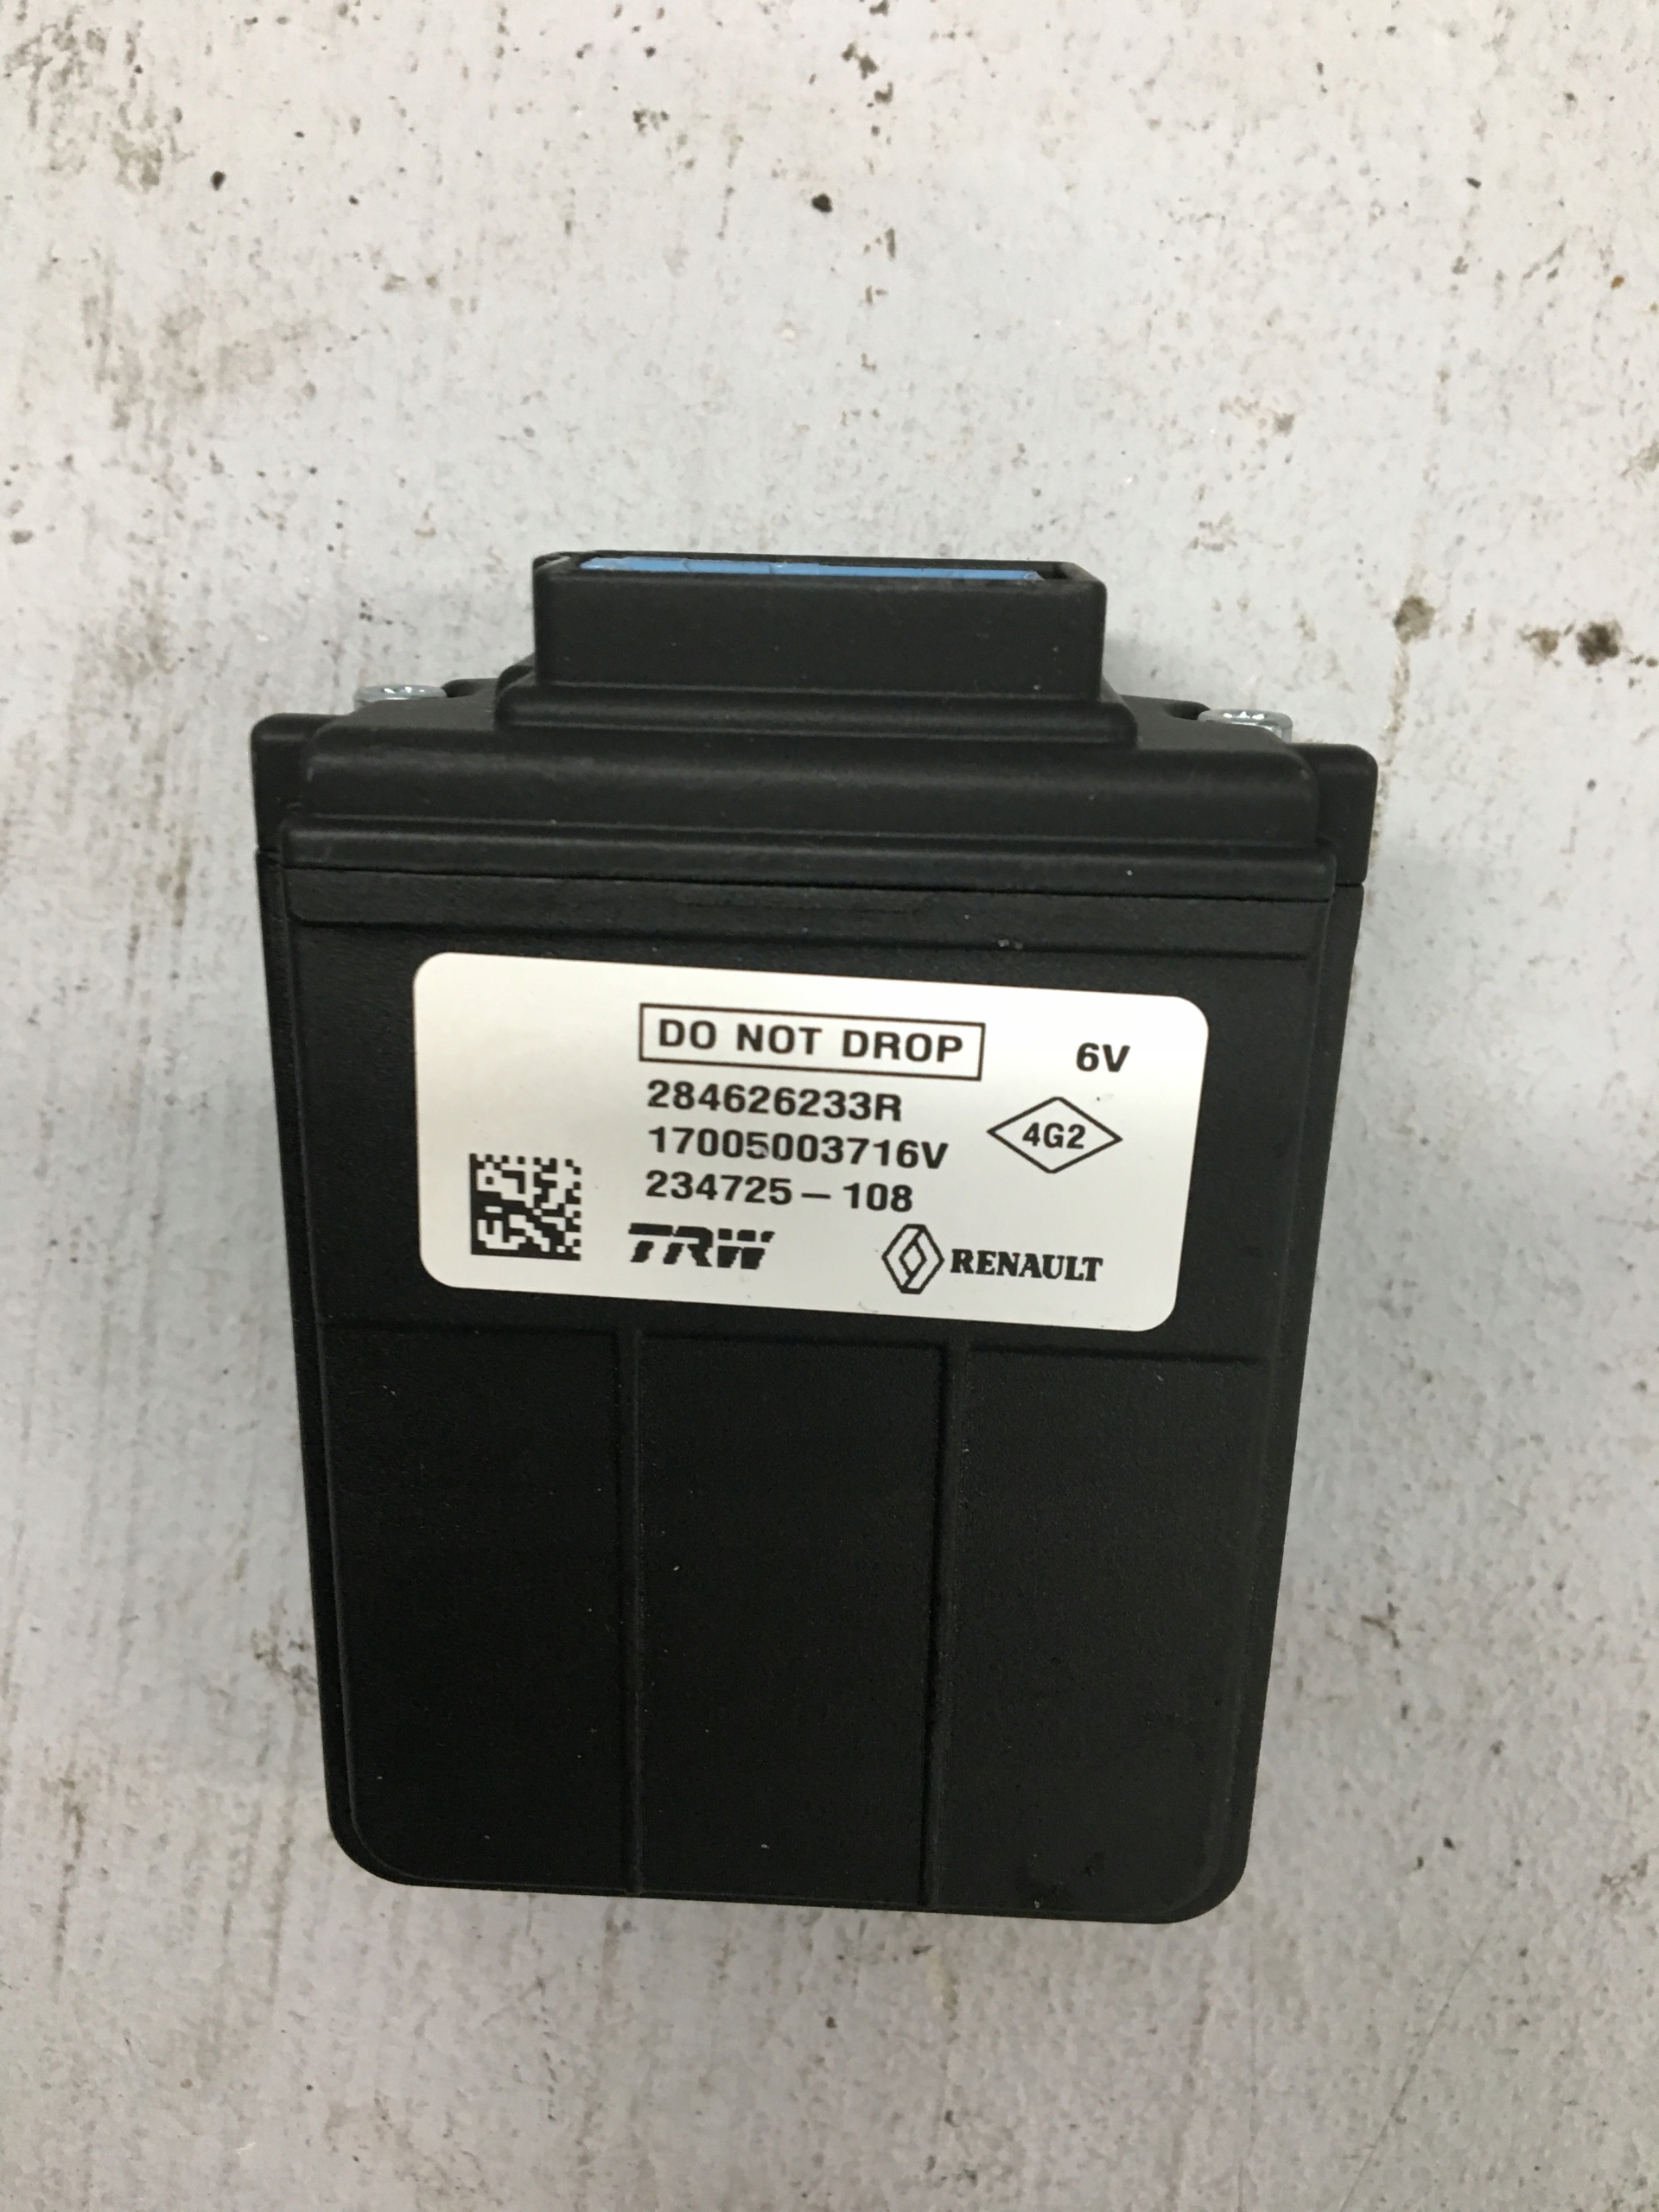 DO NOT DROP 6V
284626233R
17005003716V 4G2
234725-108
TRW RENAULT